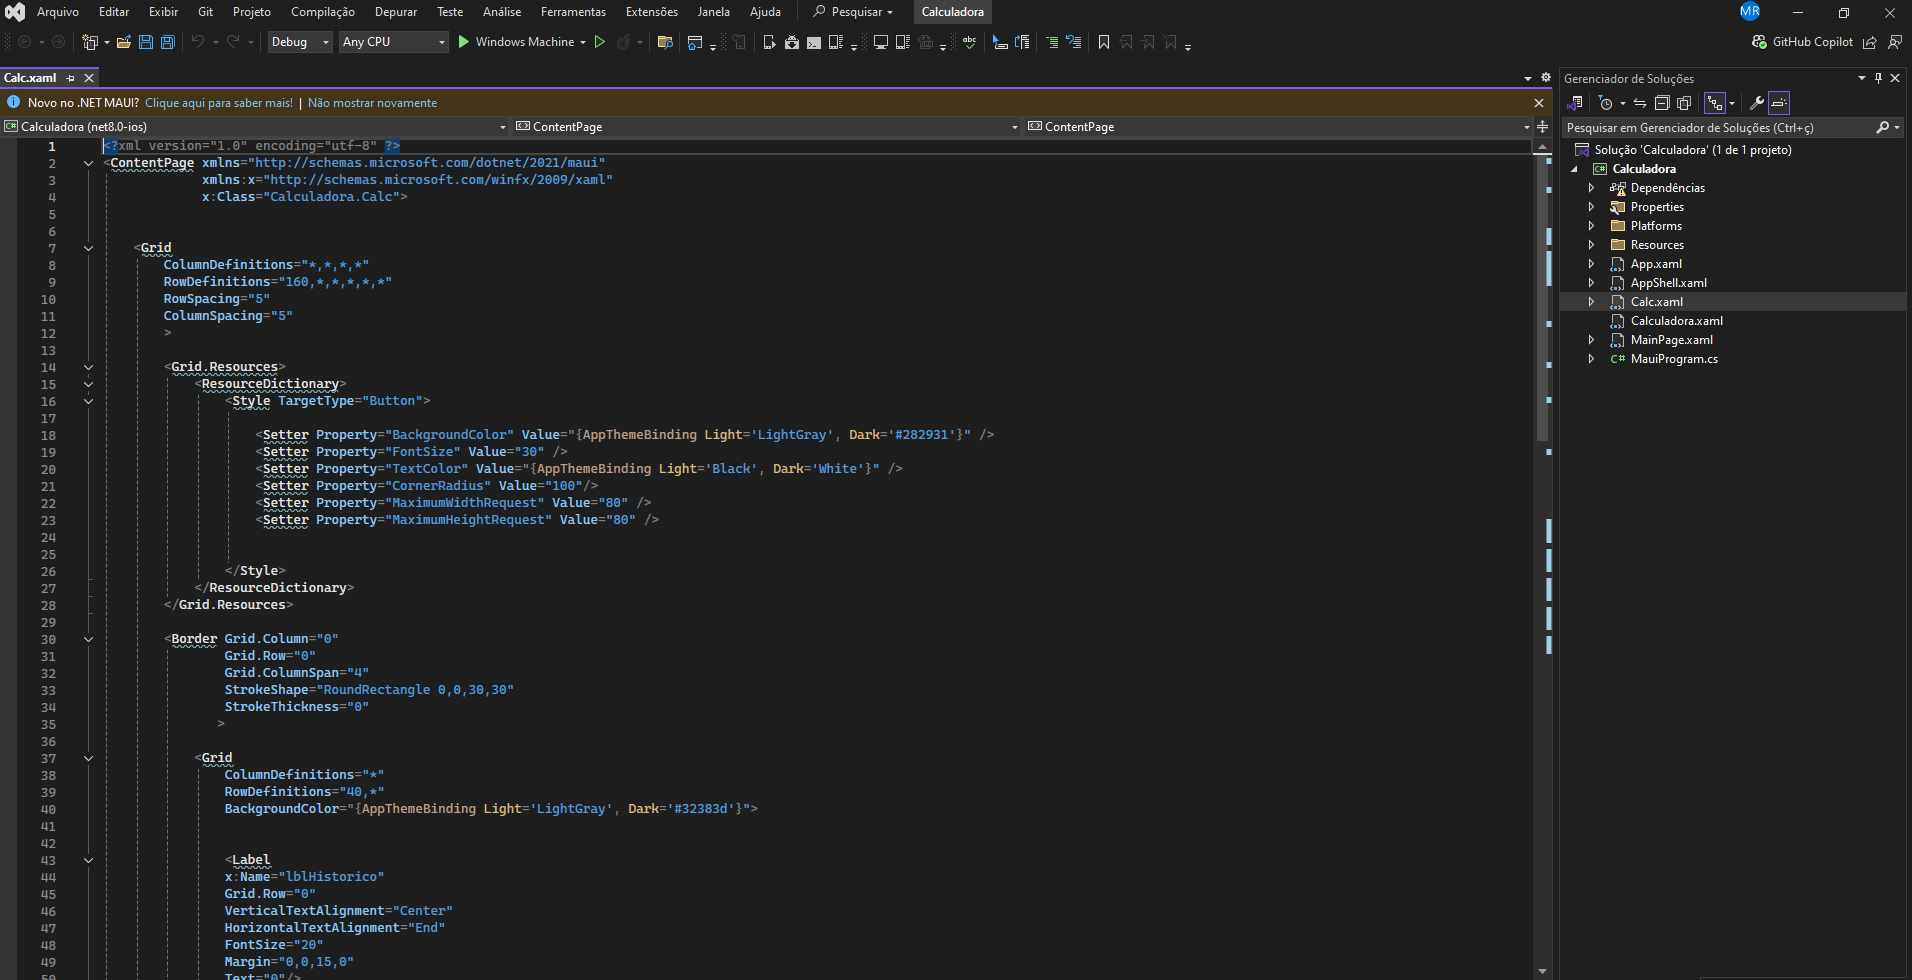 Arquivo Editar Exibir Git Projeto Compilação Depurar Teste Análise Ferramentas Extensões Janela Ajuda Pesquisar Calculadora MR
Debug Any CPU Windows Machine abc GitHub Copilot
Calc.xaml
Novo no .NET MAUI? Clique aqui para saber mais! | Não mostrar novamente
Calculadora (net8.0-ios) ContentPage ContentPage
1 <?xml version="1.0" encoding="utf-8" ?>
2 <ContentPage xmlns="http://schemas.microsoft.com/dotnet/2021/maui"
3 xmlns:x="http://schemas.microsoft.com/winfx/2009/xaml"
4 x:Class="Calculadora.Calc">
5
6
7 <Grid
8 ColumnDefinitions="*,*,*,*"
9 RowDefinitions="160,*,*,*,*,*"
10 RowSpacing="5"
11 ColumnSpacing="5"
12 >
13
14 <Grid.Resources>
15 <ResourceDictionary>
16 <Style TargetType="Button">
17
18 <Setter Property="BackgroundColor" Value="{AppThemeBinding Light='LightGray', Dark='#282931'}" />
19 <Setter Property="FontSize" Value="30" />
20 <Setter Property="TextColor" Value="{AppThemeBinding Light='Black', Dark='White'}" />
21 <Setter Property="CornerRadius" Value="100"/>
22 <Setter Property="MaximumWidthRequest" Value="80" />
23 <Setter Property="MaximumHeightRequest" Value="80" />
24
25
26 </Style>
27 </ResourceDictionary>
28 </Grid.Resources>
29
30 <Border Grid.Column="0"
31 Grid.Row="0"
32 Grid.ColumnSpan="4"
33 StrokeShape="RoundRectangle 0,0,30,30"
34 StrokeThickness="0"
35 >
36
37 <Grid
38 ColumnDefinitions="*"
39 RowDefinitions="40,*"
40 BackgroundColor="{AppThemeBinding Light='LightGray', Dark='#32383d'}">
41
42
43 <Label
44 x:Name="lblHistorico"
45 Grid.Row="0"
46 VerticalTextAlignment="Center"
47 HorizontalTextAlignment="End"
48 FontSize="20"
49 Margin="0,0,15,0"
50 Text="0"/>
Gerenciador de Soluções
Pesquisar em Gerenciador de Soluções (Ctrl+ç)
Solução 'Calculadora' (1 de 1 projeto)
C# Calculadora
Dependências
Properties
Platforms
Resources
App.xaml
AppShell.xaml
Calc.xaml
Calculadora.xaml
MainPage.xaml
C# MauiProgram.cs